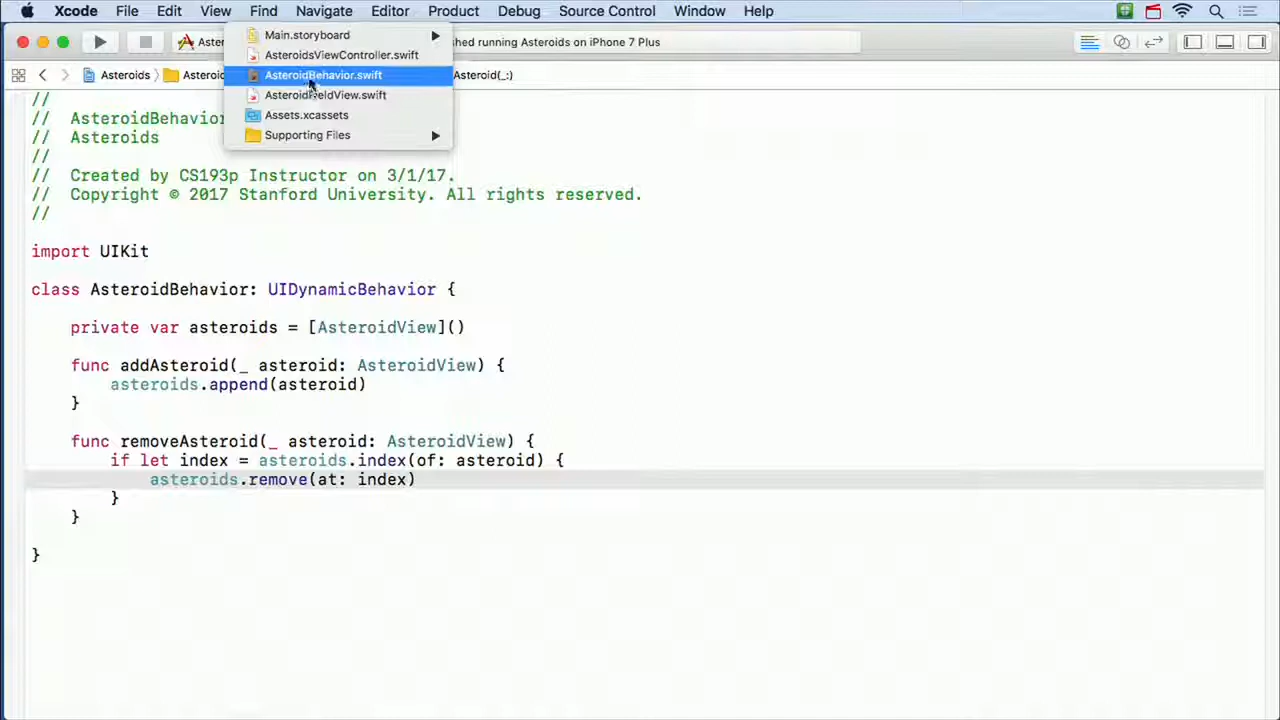 Xcode File Edit View Find Navigate Editor Product Debug Source Control Window Help
Main.storyboard
hed running Asteroids on iPhone 7 Plus
AsteroidsViewController.swift
Asteroids
AsteroidBehavior.swift
Asteroid(_:)
AsteroidFieldView.swift
Assets.xcassets
Supporting Files
//
// AsteroidBehavior
// Asteroids
//
// Created by CS193p Instructor on 3/1/17.
// Copyright © 2017 Stanford University. All rights reserved.
//
import UIKit
class AsteroidBehavior: UIDynamicBehavior {
private var asteroids = [AsteroidView]()
func addAsteroid(_ asteroid: AsteroidView) {
asteroids.append(asteroid)
}
func removeAsteroid(_ asteroid: AsteroidView) {
if let index = asteroids.index(of: asteroid) {
asteroids.remove(at: index)
}
}
}